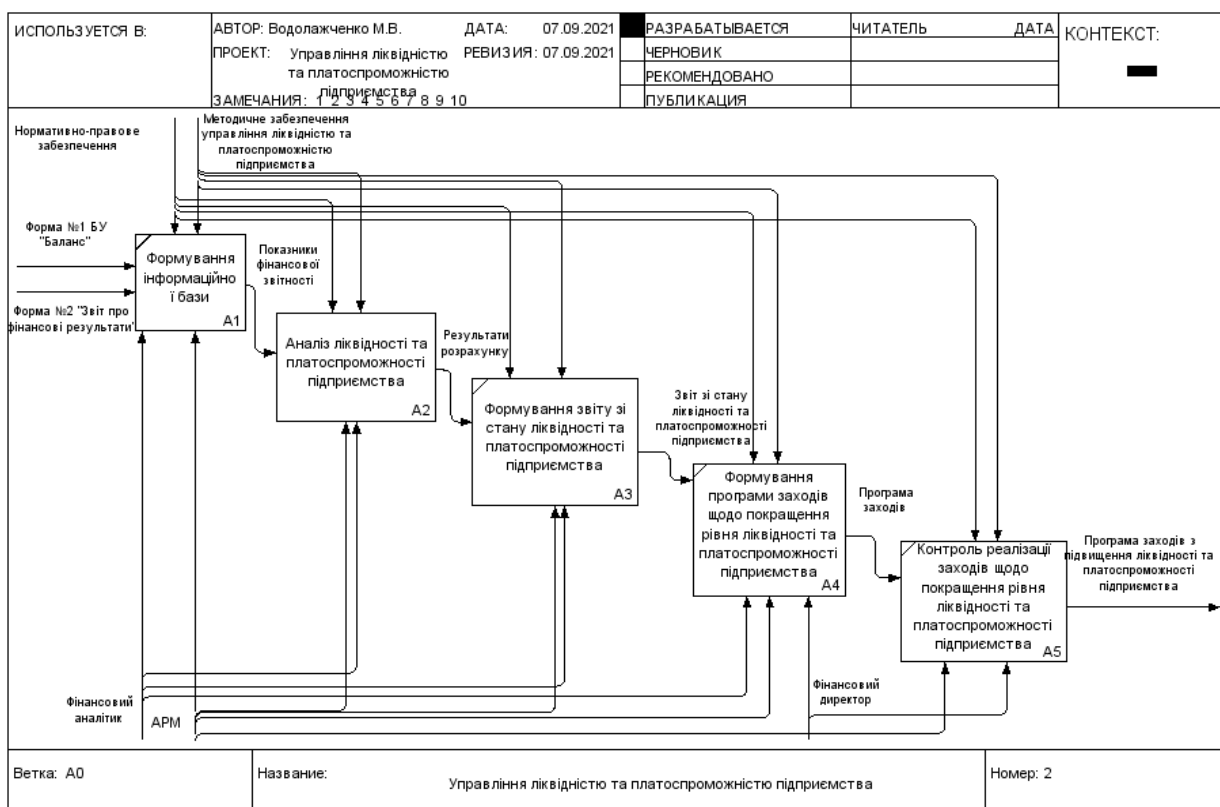 ИСПОЛЬЗУЕТСЯ В:
АВТОР: Водолажченко М.В.
ДАТА: 07.09.2021
ПРОЕКТ: Управління ліквідністю
та платоспроможністю
підприємства
РЕВИЗИЯ: 07.09.2021
ЗАМЕЧАНИЯ: 1 2 3 4 5 6 7 8 9 10
РАЗРАБАТЫВАЕТСЯ
ЧЕРНОВИК
РЕКОМЕНДОВАНО
ПУБЛИКАЦИЯ
ЧИТАТЕЛЬ
ДАТА
КОНТЕКСТ:
Нормативно-правове
забезпечення
Методичне забезпечення
управління ліквідністю та
платоспроможністю
підприємства
Форма №1 БУ
"Баланс"
Форма №2 "Звіт про
фінансові результати"
Формування
інформаційно
ї бази
A1
Показники
фінансової
звітності
Аналіз ліквідності та
платоспроможності
підприємства
A2
Результати
розрахунку
Формування звіту зі
стану ліквідності та
платоспроможності
підприємства
A3
Звіт зі стану
ліквідності та
платоспроможності
підприємства
Формування
програми заходів
щодо покращення
рівня ліквідності та
платоспроможності
підприємства
A4
Програма
заходів
Контроль реалізації
заходів щодо
покращення рівня
ліквідності та
платоспроможності
підприємства
A5
Програма заходів з
підвищення ліквідності та
платоспроможності
підприємства
Фінансовий
аналітик
АРМ
Фінансовий
директор
Ветка: A0
Название:
Управління ліквідністю та платоспроможністю підприємства
Номер: 2